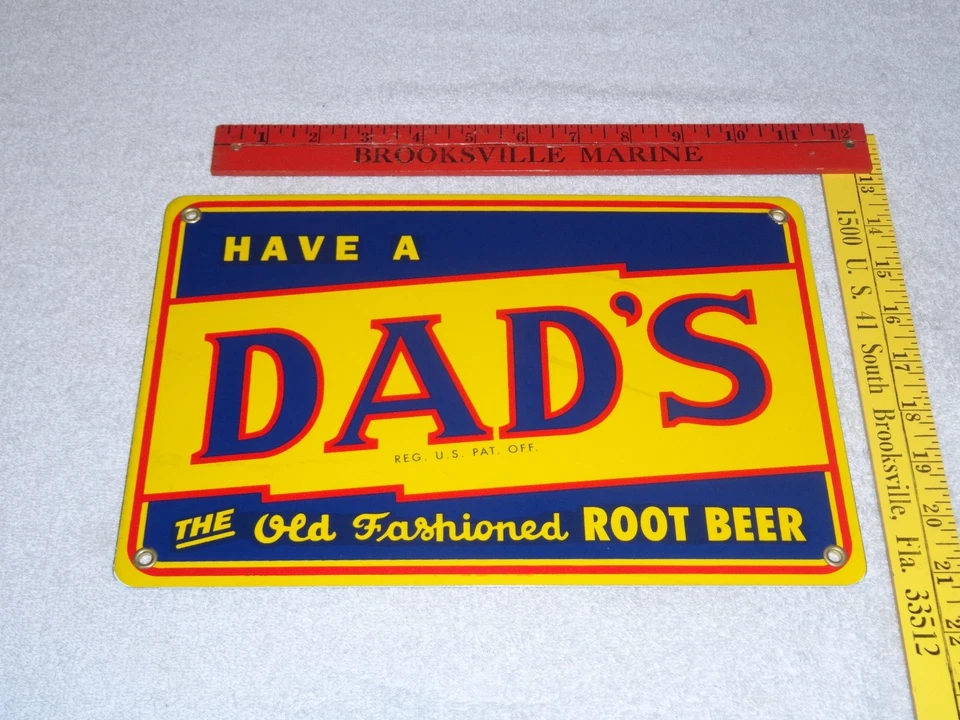 1 2 3 4 5 6 7 8 9 10 11 12
BROOKSVILLE MARINE
13 14 15 16 17 18 19 20 21 22
1500 U. S. 41 South Brooksville, Fla. 33512
HAVE A
DAD'S
REG. U.S. PAT. OFF.
THE Old Fashioned ROOT BEER